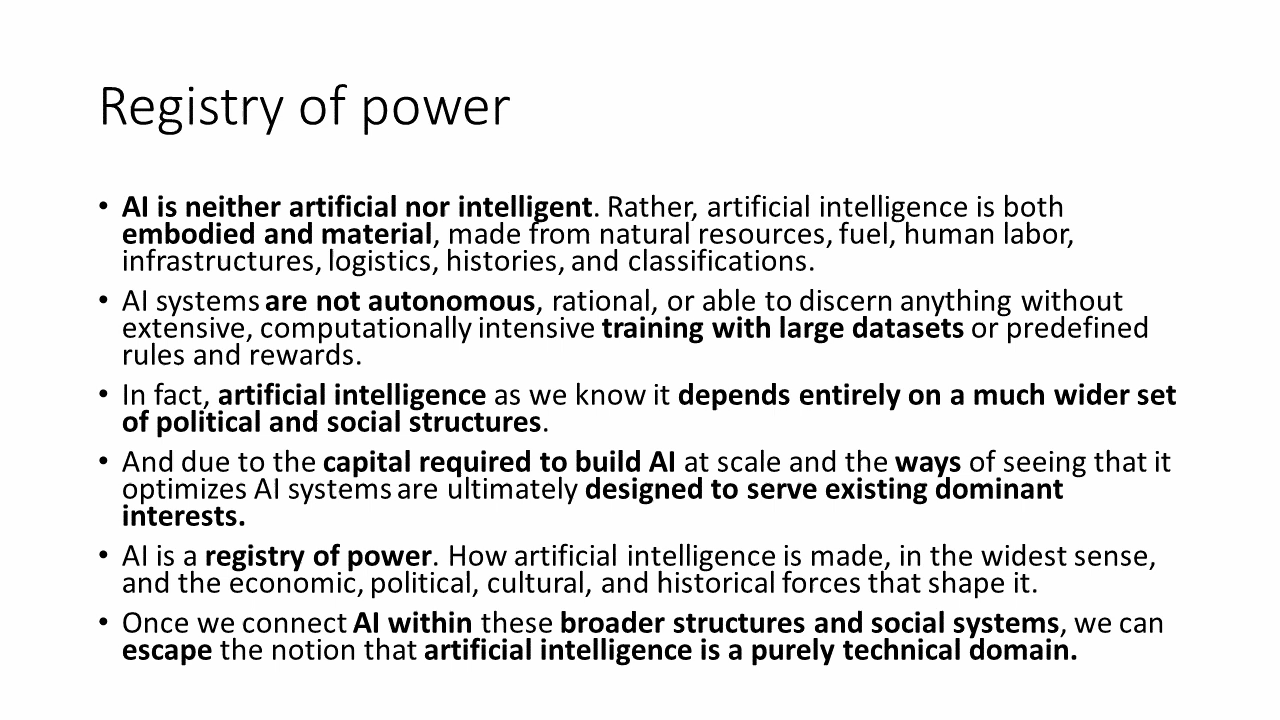 Registry of power
• AI is neither artificial nor intelligent. Rather, artificial intelligence is both
embodied and material, made from natural resources, fuel, human labor,
infrastructures, logistics, histories, and classifications.
• AI systems are not autonomous, rational, or able to discern anything without
extensive, computationally intensive training with large datasets or predefined
rules and rewards.
• In fact, artificial intelligence as we know it depends entirely on a much wider set
of political and social structures.
• And due to the capital required to build AI at scale and the ways of seeing that it
optimizes AI systems are ultimately designed to serve existing dominant
interests.
• AI is a registry of power. How artificial intelligence is made, in the widest sense,
and the economic, political, cultural, and historical forces that shape it.
• Once we connect AI within these broader structures and social systems, we can
escape the notion that artificial intelligence is a purely technical domain.